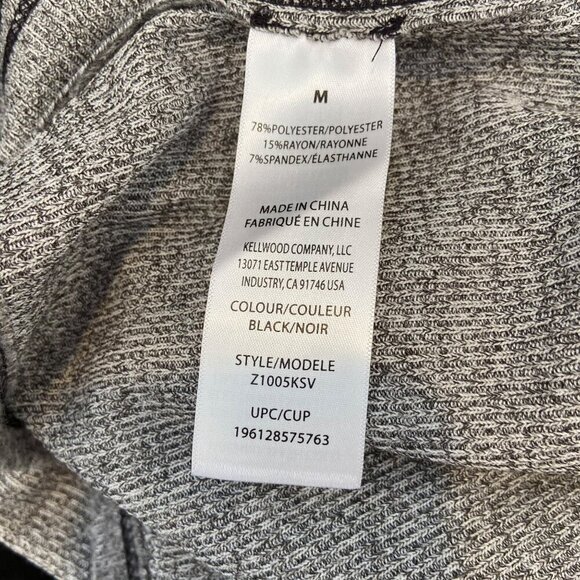 M
78%POLYESTER/POLYESTER
15%RAYON/RAYONNE
7%SPANDEX/ÉLASTHANNE
MADE IN CHINA
FABRIQUÉ EN CHINE
KELLWOOD COMPANY, LLC
13071 EAST TEMPLE AVENUE
INDUSTRY, CA 91746 USA
COLOUR/COULEUR
BLACK/NOIR
STYLE/MODELE
Z1005KSV
UPC/CUP
196128575763